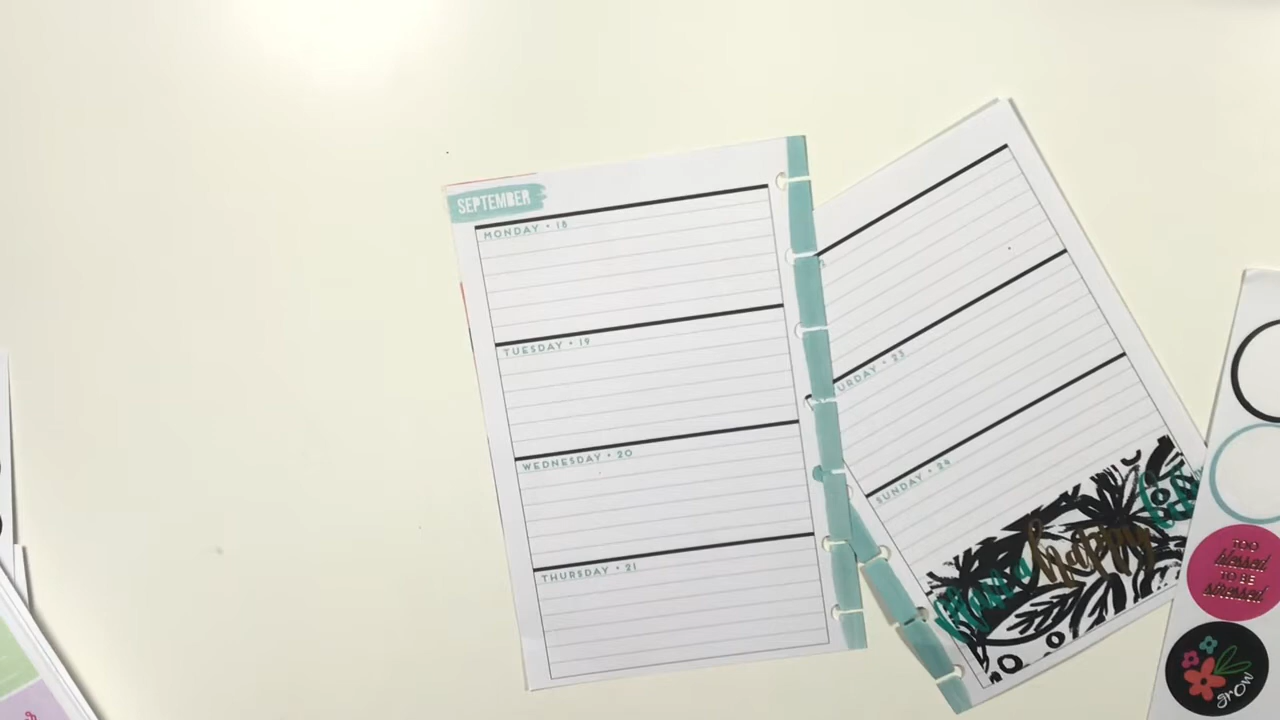 SEPTEMBER
MONDAY • 18
TUESDAY • 19
WEDNESDAY • 20
THURSDAY • 21
URDAY • 23
SUNDAY • 24
happy
TOO
blessed
TO BE
stressed
grow